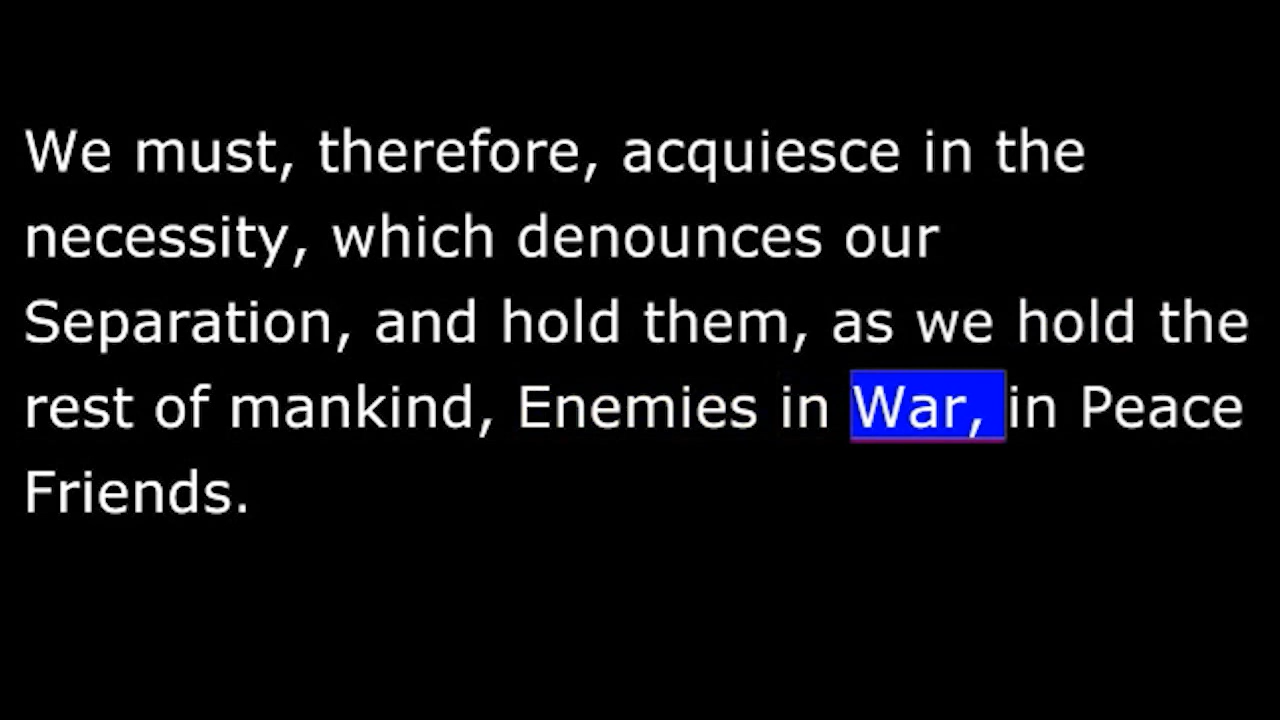 We must, therefore, acquiesce in the
necessity, which denounces our
Separation, and hold them, as we hold the
rest of mankind, Enemies in War, in Peace
Friends.